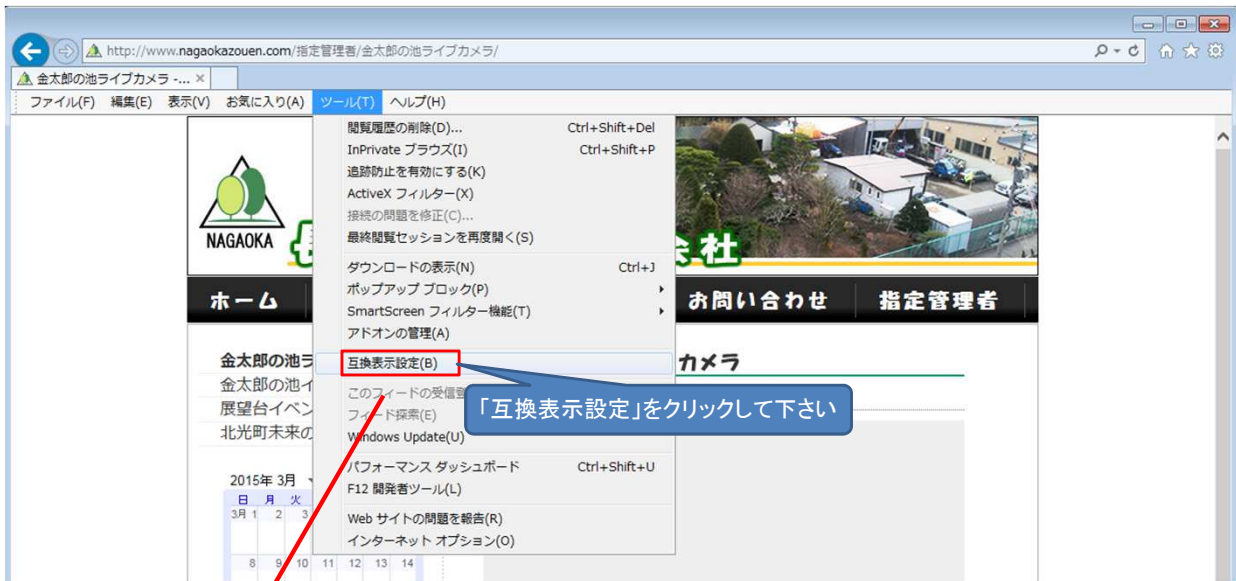 http://www.nagaokazouen.com/指定管理者/金太郎の池ライブカメラ/
金太郎の池ライブカメラ -... ×
ファイル(F) 編集(E) 表示(V) お気に入り(A) ツール(T) ヘルプ(H)
閲覧履歴の削除(D)... Ctrl+Shift+Del
InPrivate ブラウズ(I) Ctrl+Shift+P
追跡防止を有効にする(K)
ActiveX フィルター(X)
接続の問題を修正(C)...
最終閲覧セッションを再度開く(S)
ダウンロードの表示(N) Ctrl+J
ポップアップ ブロック(P)
SmartScreen フィルター機能(T)
アドオンの管理(A)
互換表示設定(B)
このフィードの受信登
フィード探索(E)
Windows Update(U)
パフォーマンス ダッシュボード Ctrl+Shift+U
F12 開発者ツール(L)
Web サイトの問題を報告(R)
インターネット オプション(O)
「互換表示設定」をクリックして下さい
NAGAOKA
長
会社
ホーム お問い合わせ 指定管理者
金太郎の池ラ カメラ
金太郎の池イ
展望台イベン
北光町未来の
2015年 3月
日 月 火
3月 1 2 3
8 9 10 11 12 13 14